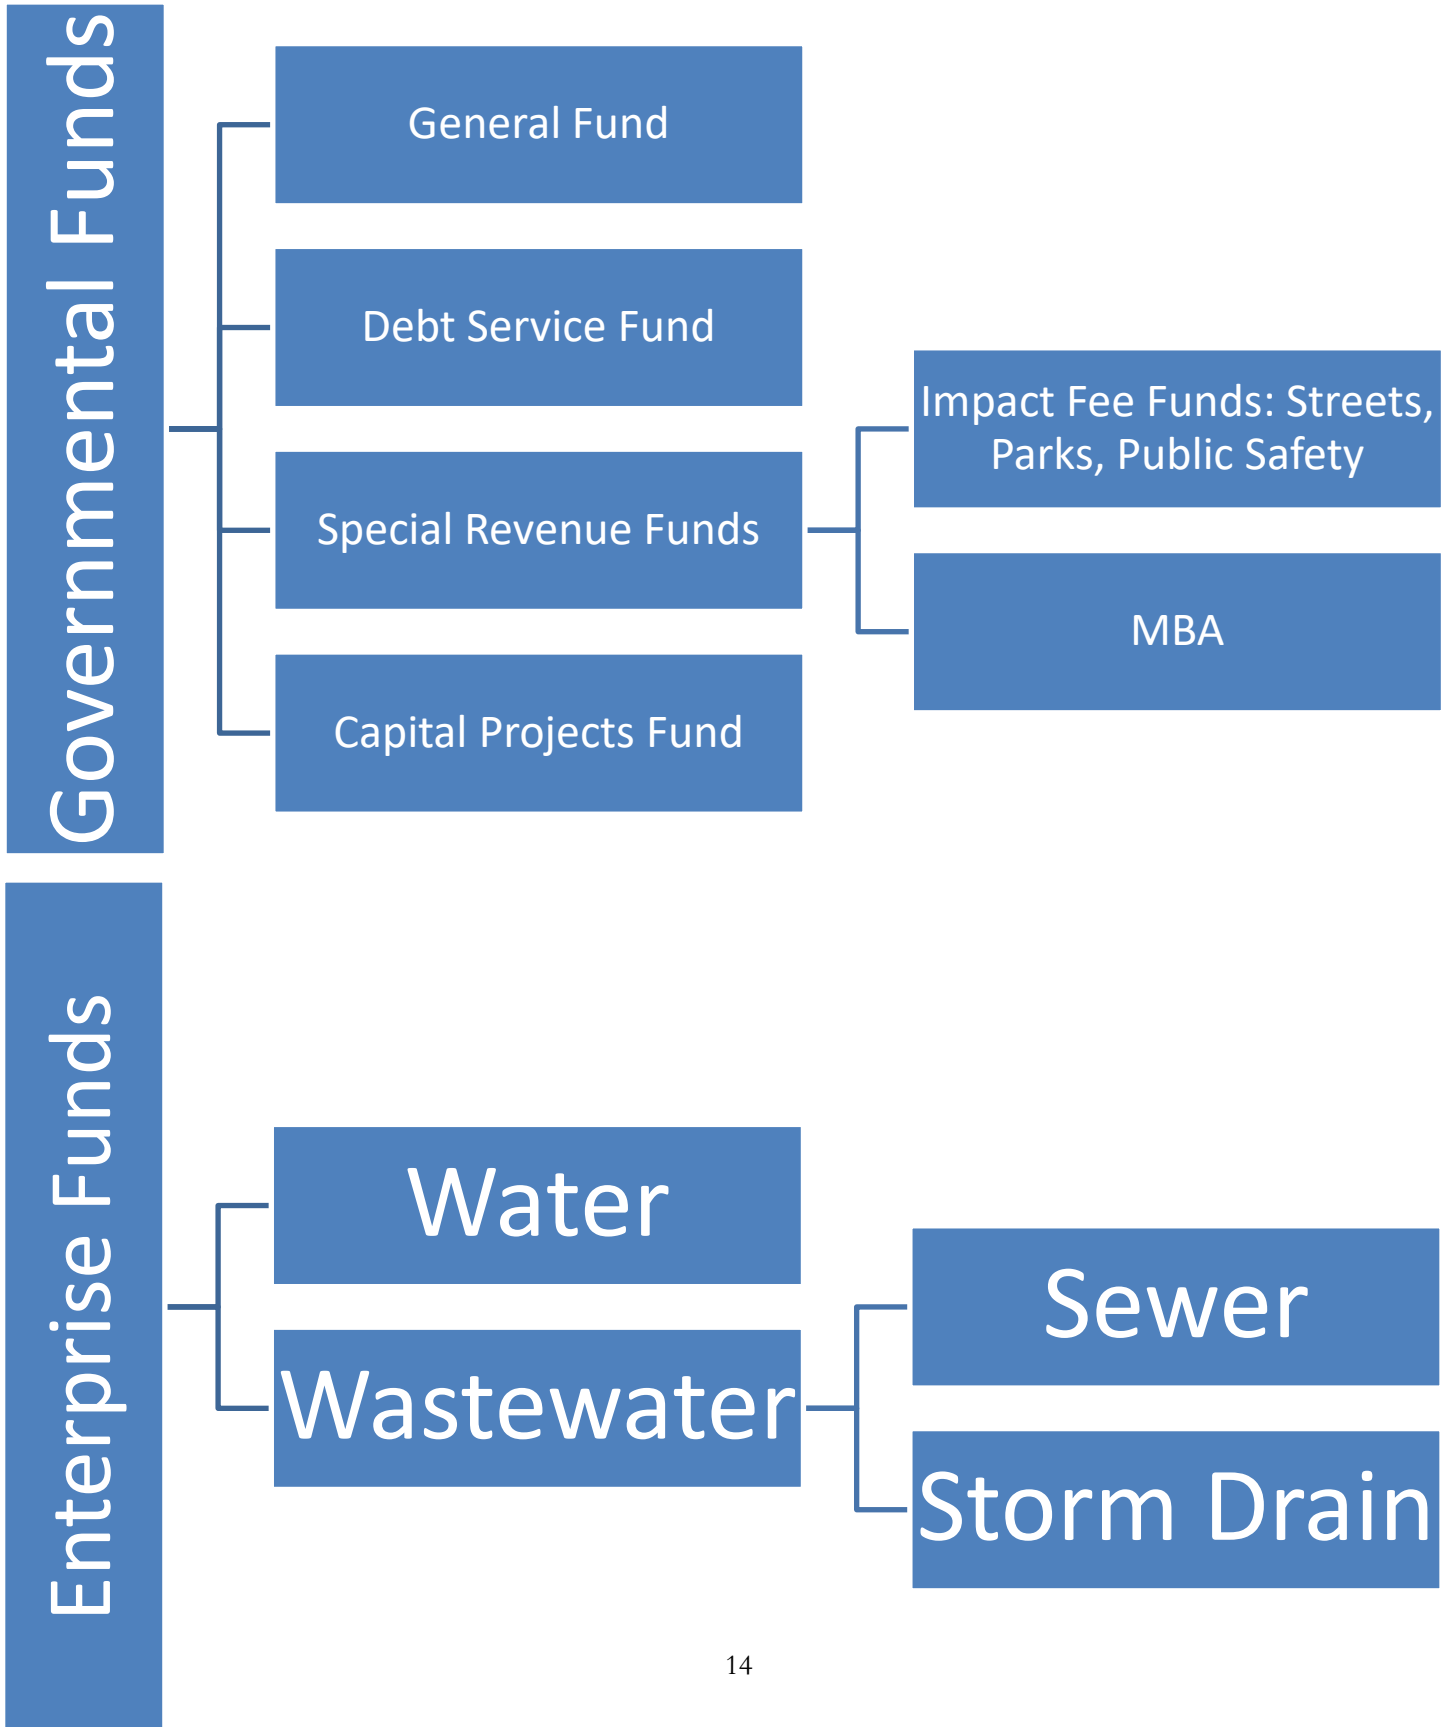 Governmental Funds
General Fund
Debt Service Fund
Special Revenue Funds
Capital Projects Fund
Impact Fee Funds: Streets,
Parks, Public Safety
MBA
Enterprise Funds
Water
Wastewater
Sewer
Storm Drain
14